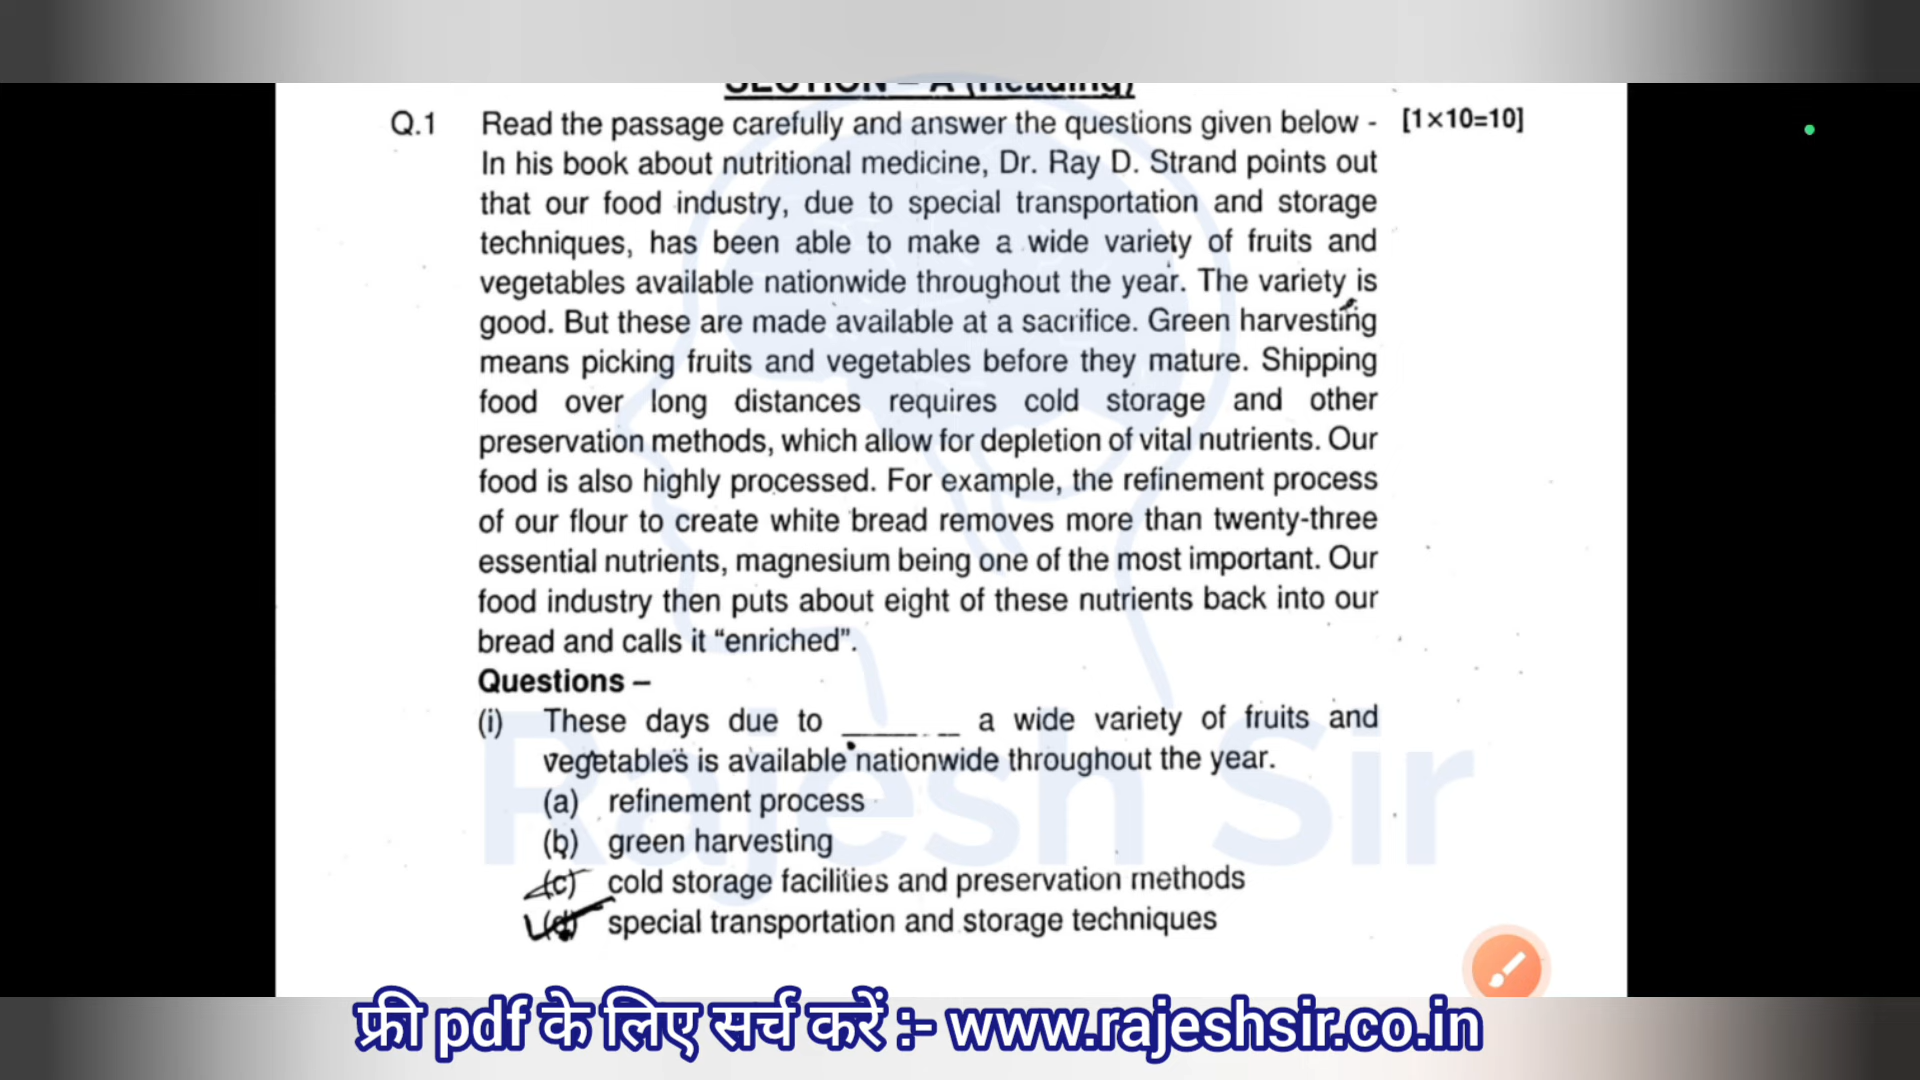 SECTION – A (Reading)
Q.1 Read the passage carefully and answer the questions given below - [1×10=10]
In his book about nutritional medicine, Dr. Ray D. Strand points out
that our food industry, due to special transportation and storage
techniques, has been able to make a wide variety of fruits and
vegetables available nationwide throughout the year. The variety is
good. But these are made available at a sacrifice. Green harvesting
means picking fruits and vegetables before they mature. Shipping
food over long distances requires cold storage and other
preservation methods, which allow for depletion of vital nutrients. Our
food is also highly processed. For example, the refinement process
of our flour to create white bread removes more than twenty-three
essential nutrients, magnesium being one of the most important. Our
food industry then puts about eight of these nutrients back into our
bread and calls it “enriched”.
Questions –
(i) These days due to ______ a wide variety of fruits and
vegetables is available nationwide throughout the year.
(a) refinement process
(b) green harvesting
(c) cold storage facilities and preservation methods
(d) special transportation and storage techniques
Rajesh Sir
फ्री pdf के लिए सर्च करें :- www.rajeshsir.co.in